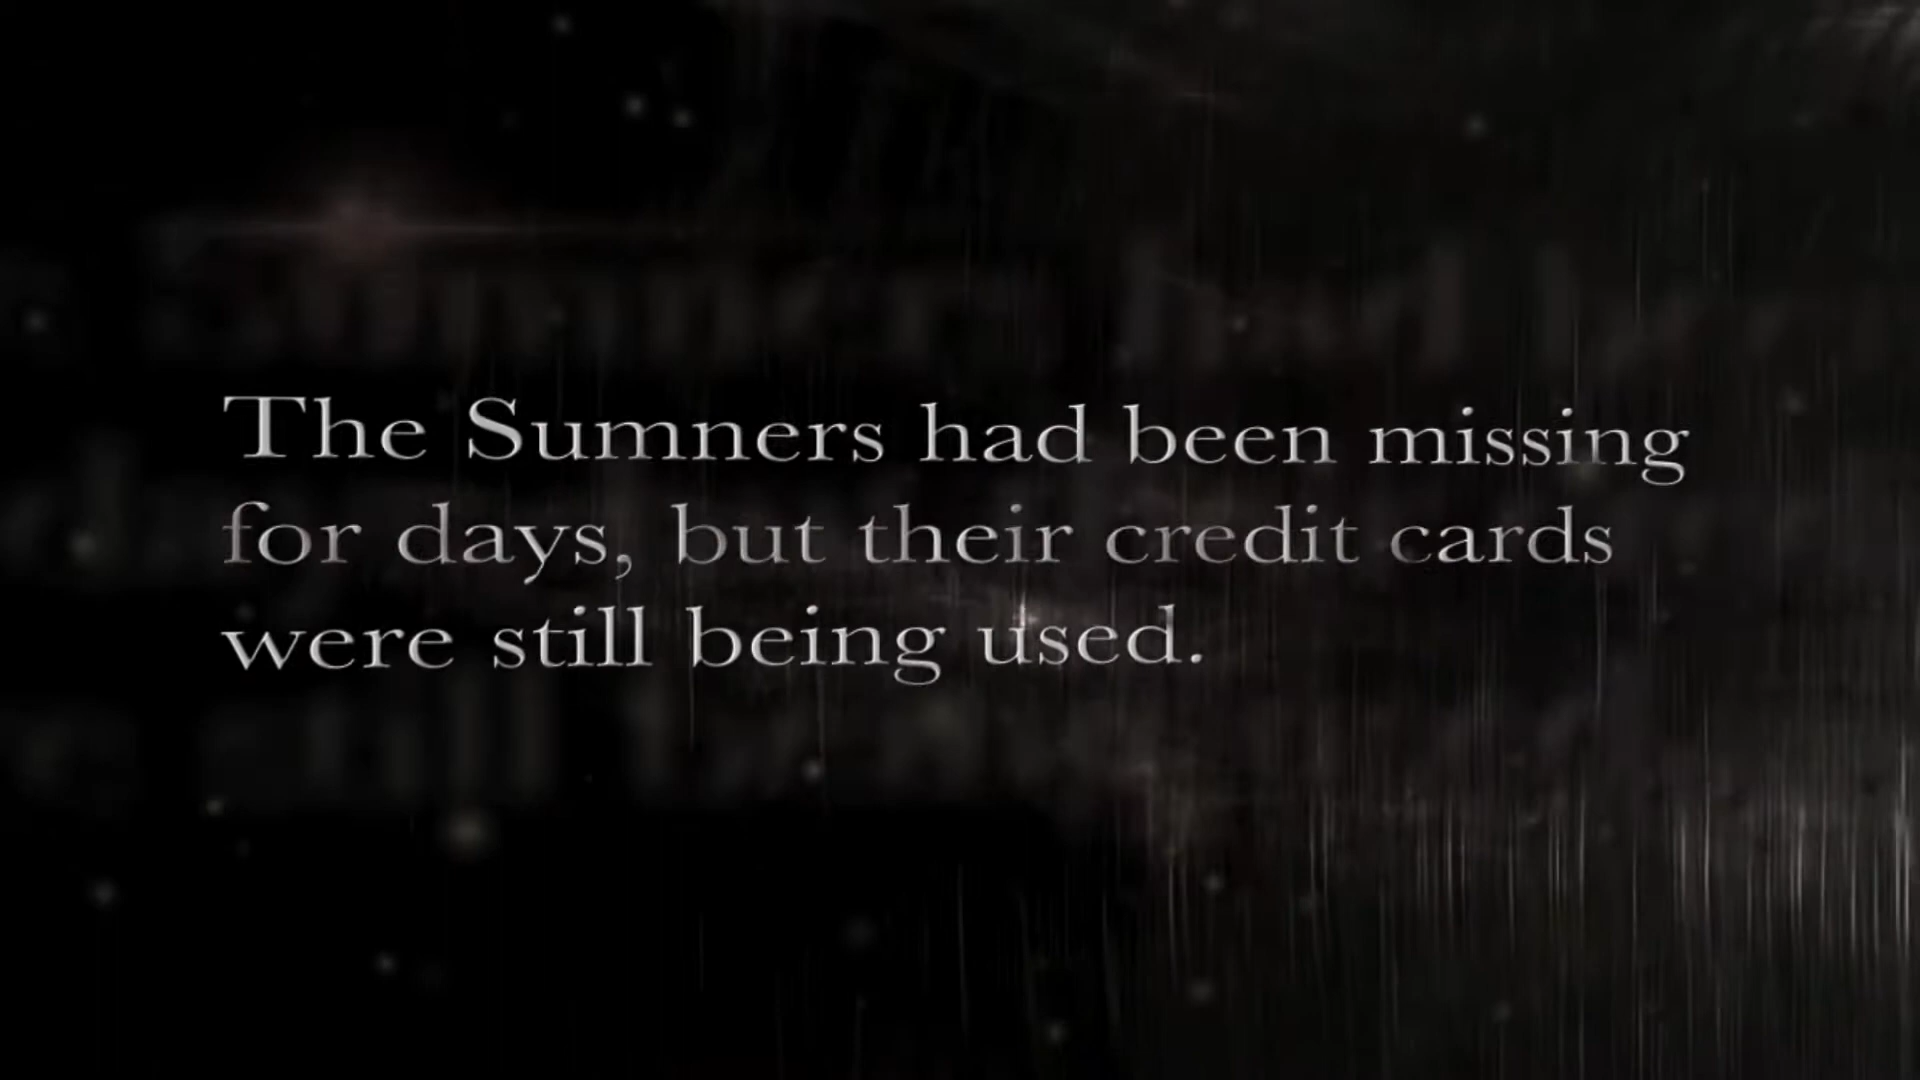 The Sumners had been missing
for days, but their credit cards
were still being used.